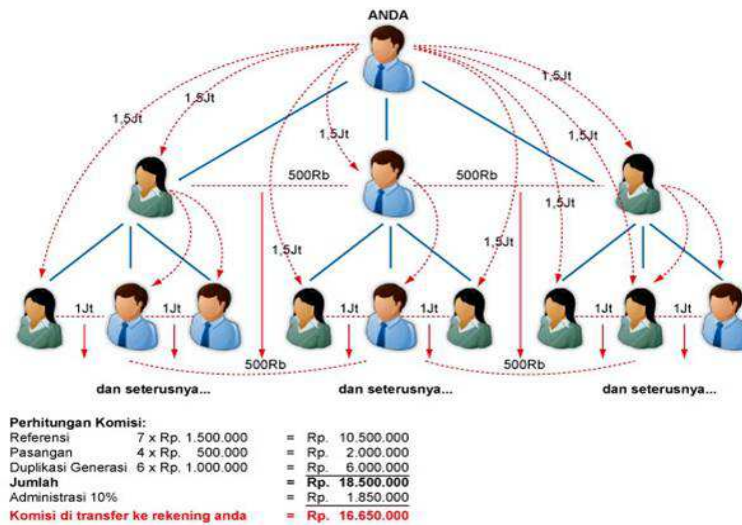 ANDA
1,5Jt
1,5Jt
1,5Jt
1,5Jt
1,5Jt
500Rb
500Rb
1,5Jt
1,5Jt
1,5Jt
1Jt
1Jt
1Jt
1Jt
1Jt
1Jt
500Rb
500Rb
dan seterusnya...
dan seterusnya...
dan seterusnya...
Perhitungan Komisi:
Referensi 7 x Rp. 1.500.000 = Rp. 10.500.000
Pasangan 4 x Rp. 500.000 = Rp. 2.000.000
Duplikasi Generasi 6 x Rp. 1.000.000 = Rp. 6.000.000
Jumlah = Rp. 18.500.000
Administrasi 10% = Rp. 1.850.000
Komisi di transfer ke rekening anda = Rp. 16.650.000